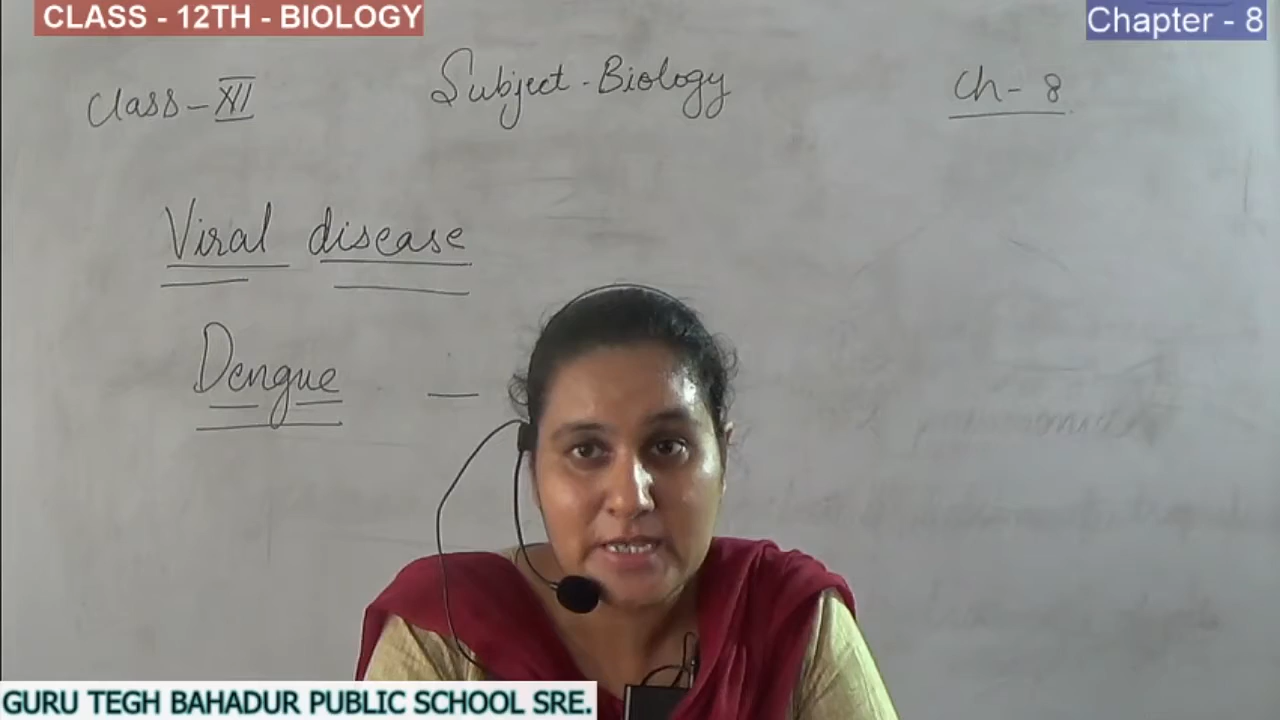 CLASS - 12TH - BIOLOGY
Chapter - 8
Class - XII Subject - Biology Ch - 8
Viral disease
Dengue —
GURU TEGH BAHADUR PUBLIC SCHOOL SRE.